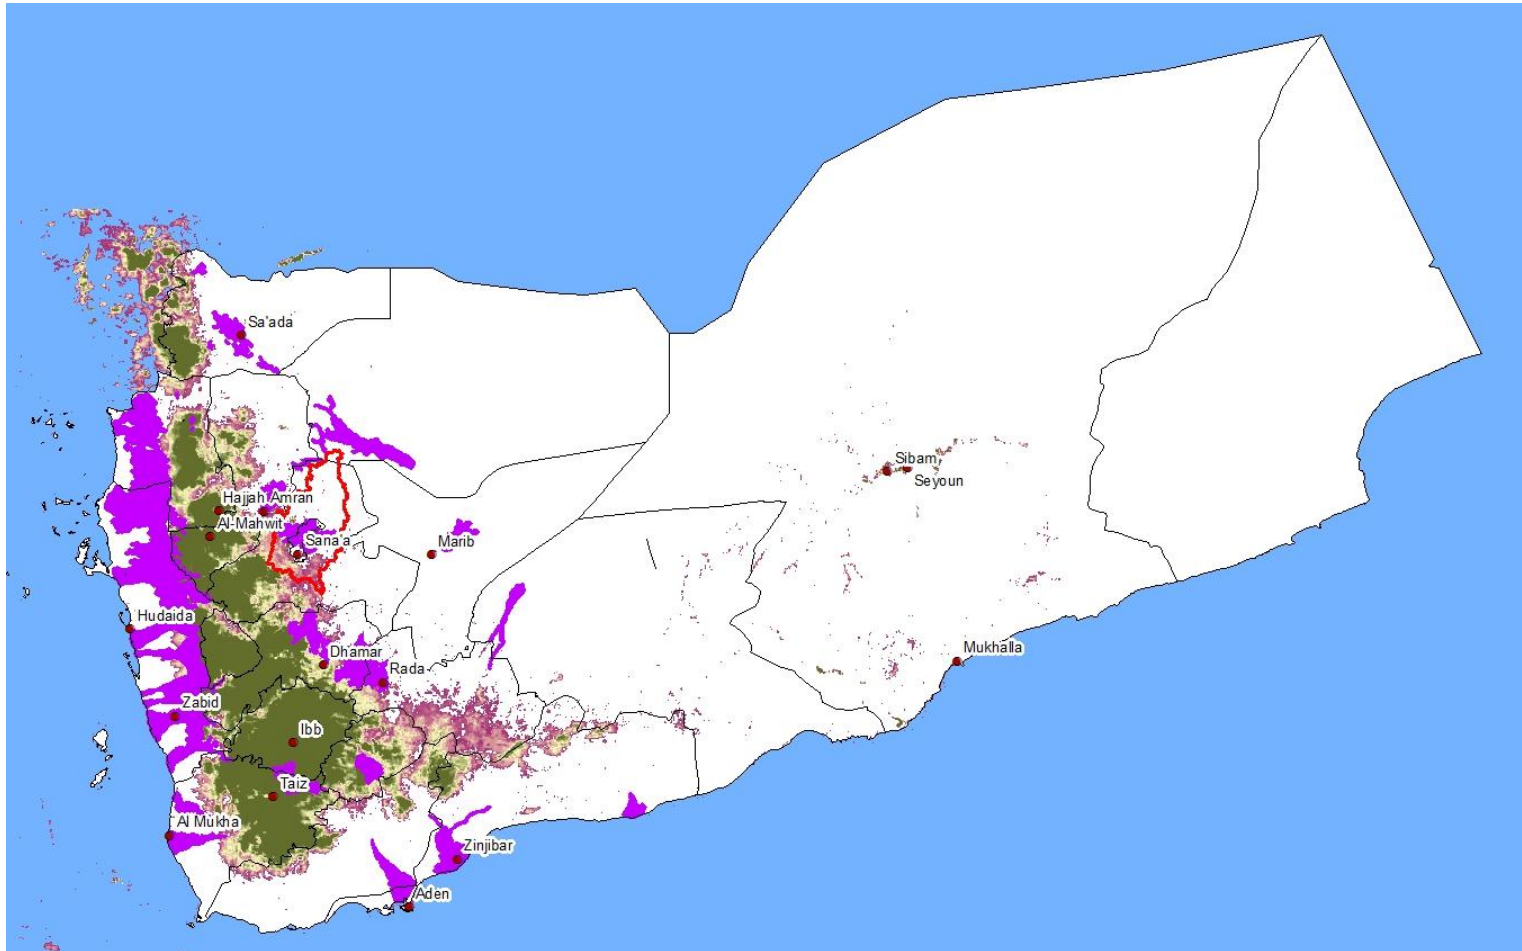 Sa'ada
Sibam
Seyoun
Hajjah Amran
Al-Mahwit
Sana'a
Marib
Hudaida
Dhamar
Mukhalla
Rada
Zabid
Ibb
Taiz
Al Mukha
Zinjibar
Aden